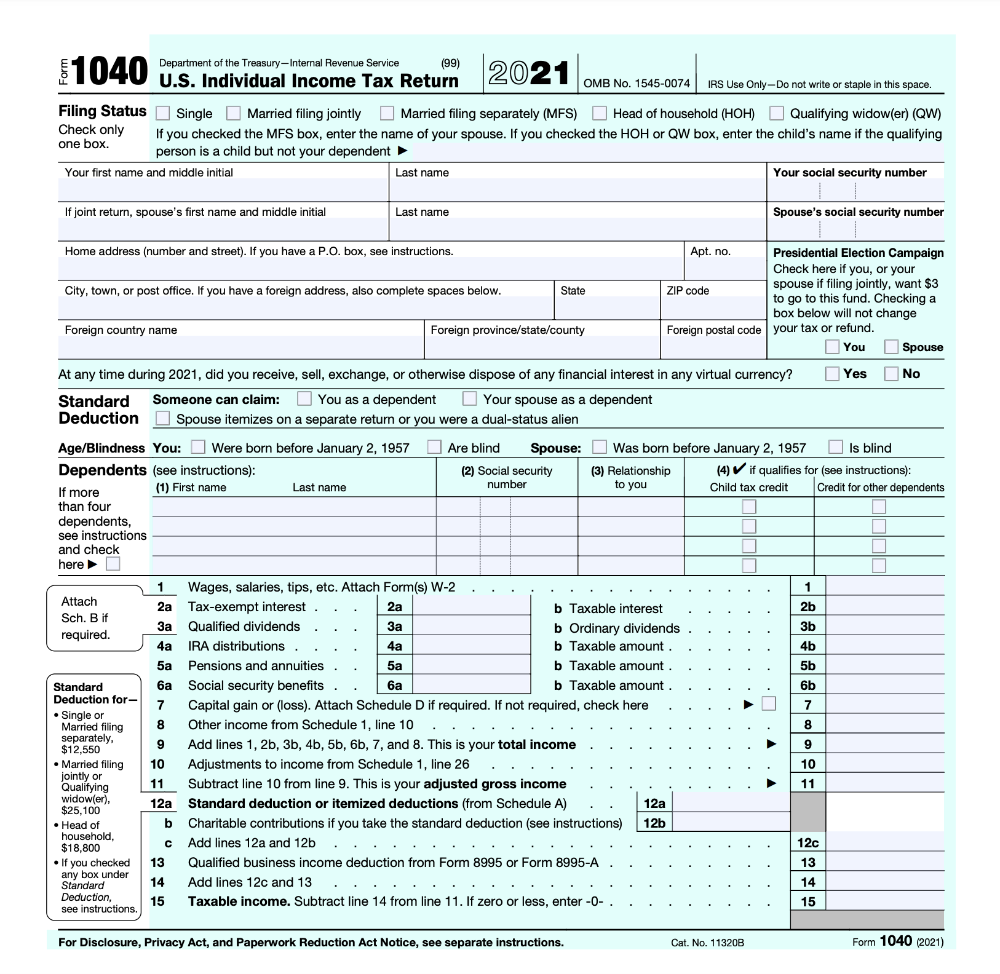 Form 1040 Department of the Treasury—Internal Revenue Service (99)
U.S. Individual Income Tax Return
2021
OMB No. 1545-0074
IRS Use Only—Do not write or staple in this space.
Filing Status
Check only
one box.
Single Married filing jointly Married filing separately (MFS) Head of household (HOH) Qualifying widow(er) (QW)
If you checked the MFS box, enter the name of your spouse. If you checked the HOH or QW box, enter the child’s name if the qualifying
person is a child but not your dependent ▶
Your first name and middle initial Last name Your social security number
If joint return, spouse’s first name and middle initial Last name Spouse’s social security number
Home address (number and street). If you have a P.O. box, see instructions. Apt. no.
City, town, or post office. If you have a foreign address, also complete spaces below. State ZIP code
Foreign country name Foreign province/state/county Foreign postal code
Presidential Election Campaign
Check here if you, or your
spouse if filing jointly, want $3
to go to this fund. Checking a
box below will not change
your tax or refund.
You Spouse
At any time during 2021, did you receive, sell, exchange, or otherwise dispose of any financial interest in any virtual currency? Yes No
Standard
Deduction
Someone can claim: You as a dependent Your spouse as a dependent
Spouse itemizes on a separate return or you were a dual-status alien
Age/Blindness You: Were born before January 2, 1957 Are blind Spouse: Was born before January 2, 1957 Is blind
Dependents (see instructions):
(1) First name Last name
(2) Social security
number
(3) Relationship
to you
(4) ✔ if qualifies for (see instructions):
Child tax credit Credit for other dependents
If more
than four
dependents,
see instructions
and check
here ▶
Attach
Sch. B if
required.
1 Wages, salaries, tips, etc. Attach Form(s) W-2 . . . . . . . . . . . . . . . . 1
2a Tax-exempt interest . . . 2a b Taxable interest . . . . . 2b
3a Qualified dividends . . . 3a b Ordinary dividends . . . . . 3b
4a IRA distributions . . . . 4a b Taxable amount . . . . . . 4b
5a Pensions and annuities . . 5a b Taxable amount . . . . . . 5b
6a Social security benefits . . 6a b Taxable amount . . . . . . 6b
7 Capital gain or (loss). Attach Schedule D if required. If not required, check here . . . . ▶ 7
8 Other income from Schedule 1, line 10 . . . . . . . . . . . . . . . . . . 8
9 Add lines 1, 2b, 3b, 4b, 5b, 6b, 7, and 8. This is your total income . . . . . . . . . ▶ 9
10 Adjustments to income from Schedule 1, line 26 . . . . . . . . . . . . . . . 10
11 Subtract line 10 from line 9. This is your adjusted gross income . . . . . . . . . ▶ 11
12a Standard deduction or itemized deductions (from Schedule A) . . 12a
b Charitable contributions if you take the standard deduction (see instructions) 12b
c Add lines 12a and 12b . . . . . . . . . . . . . . . . . . . . . . . 12c
13 Qualified business income deduction from Form 8995 or Form 8995-A . . . . . . . . . 13
14 Add lines 12c and 13 . . . . . . . . . . . . . . . . . . . . . . . 14
15 Taxable income. Subtract line 14 from line 11. If zero or less, enter -0- . . . . . . . . . 15
Standard
Deduction for—
• Single or
Married filing
separately,
$12,550
• Married filing
jointly or
Qualifying
widow(er),
$25,100
• Head of
household,
$18,800
• If you checked
any box under
Standard
Deduction,
see instructions.
For Disclosure, Privacy Act, and Paperwork Reduction Act Notice, see separate instructions. Cat. No. 11320B Form 1040 (2021)